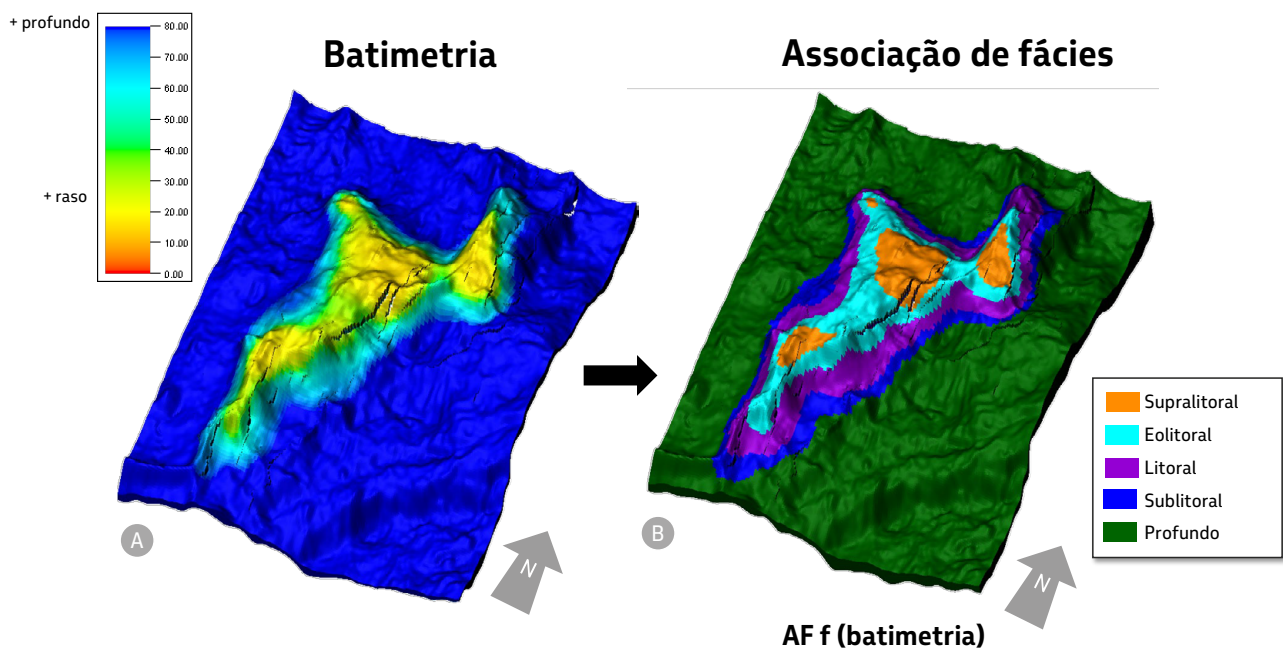 + profundo
80.00
70.00
60.00
50.00
40.00
30.00
+ raso
20.00
10.00
0.00
Batimetria
Associação de fácies
A
N
B
N
Supralitoral
Eolitoral
Litoral
Sublitoral
Profundo
AF f (batimetria)